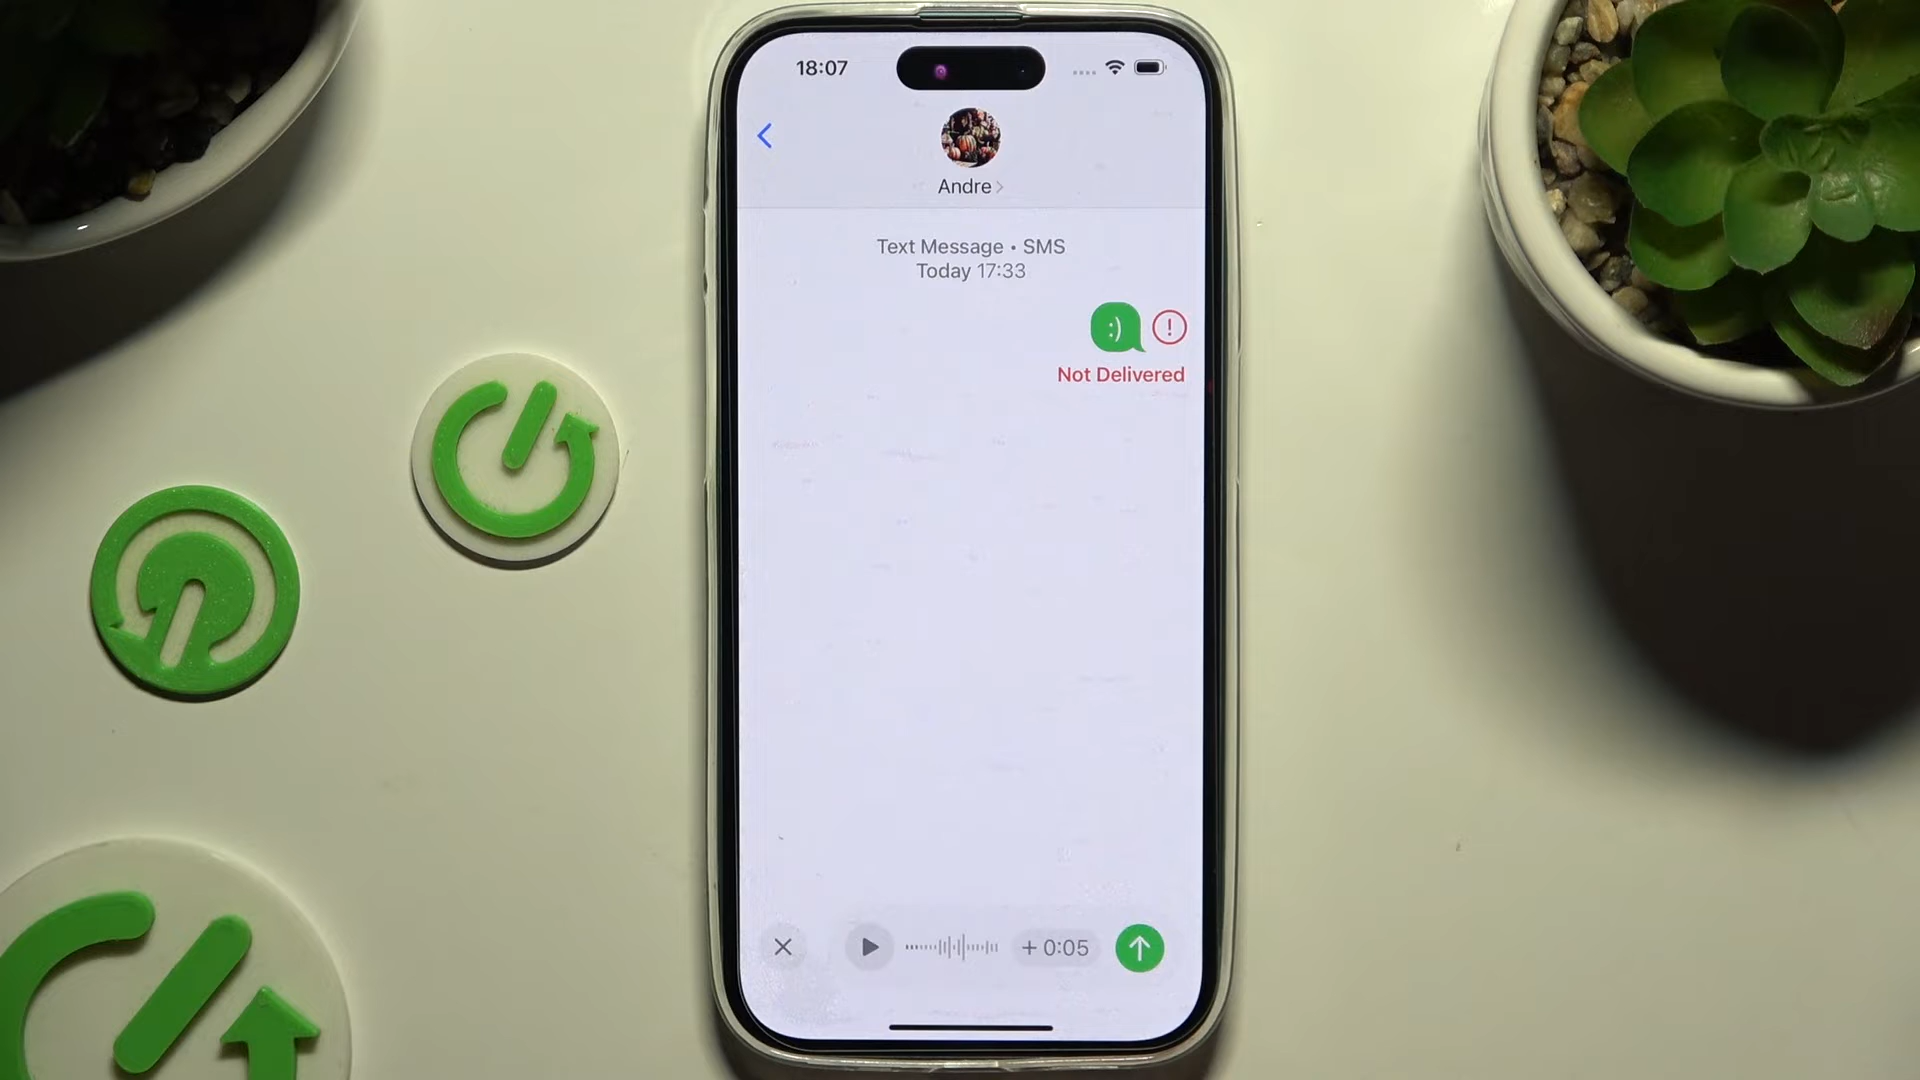 18:07
Andre
Text Message • SMS
Today 17:33
:)
!
Not Delivered
+ 0:05